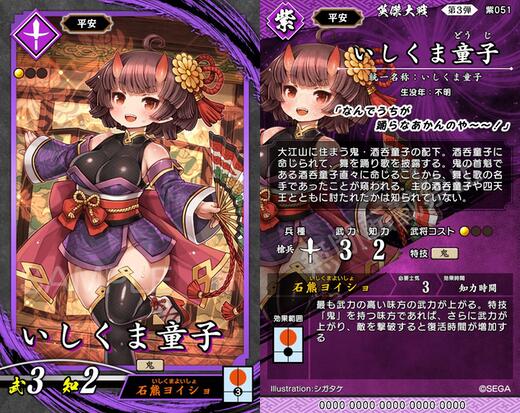 平安
いしくま童子
鬼
武3 知2
いしくまよいしょ
石熊ヨイショ
3
紫
平安
英傑大戦
第3弾
紫051
どうじ
いしくま童子
統一名称：いしくま童子
生没年：不明
「なんでうちが
踊らなあかんのや～～！」
大江山に住まう鬼・酒呑童子の配下。酒呑童子に
命じられて、舞を踊り歌を披露する。鬼の首魁で
ある酒呑童子直々に命じることから、舞と歌の名
手であったことが窺われる。主の酒呑童子や四天
王とともに討たれたかは知られていない。
兵種 武力 知力 武将コスト
槍兵 3 2
特技 鬼
いしくまよいしょ 必要士気 効果時間
石熊ヨイショ 3 知力時間
効果範囲
最も武力の高い味方の武力が上がる。特技
「鬼」を持つ味方であれば、さらに武力が
上がり、敵を撃破すると復活時間が増加す
る
Illustration:シガタケ
©SEGA
0000 0000 0000 0000 0000